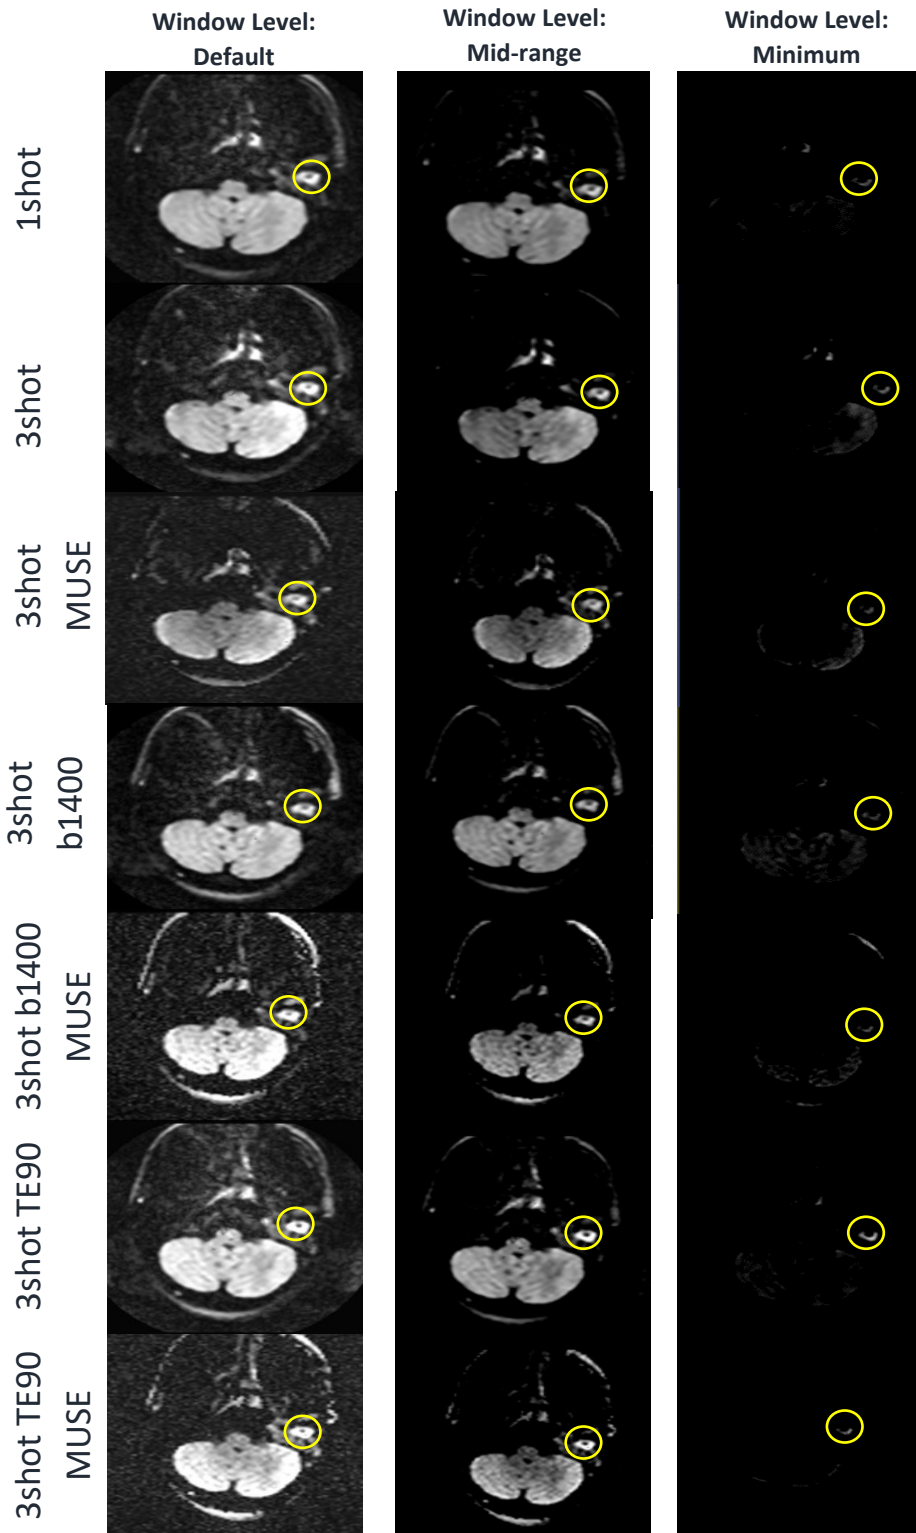 Window Level:
Default
Window Level:
Mid-range
Window Level:
Minimum
1shot
3shot
3shot
MUSE
3shot
b1400
3shot b1400
MUSE
3shot TE90
3shot TE90
MUSE